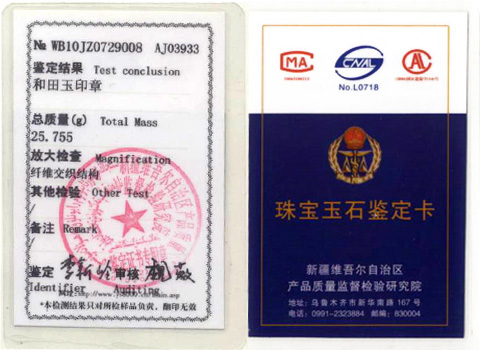 № WB10JZ0729008 AJ03933
鉴定结果 Test conclusion
和田玉印章
总质量(g) Total Mass
25.755
放大检查 Magnification
纤维交织结构
其他检验 Other Test
/
备注 Remark
/
鉴定 审核
Identifier Auditing
*本检测结果只对所检样品负责，翻印无效
MA
CNAL
No.L0718
珠宝玉石鉴定卡
新疆维吾尔自治区
产品质量监督检验研究院
地址：乌鲁木齐市新华南路 167 号
电话：0991-2323884 邮编：830004